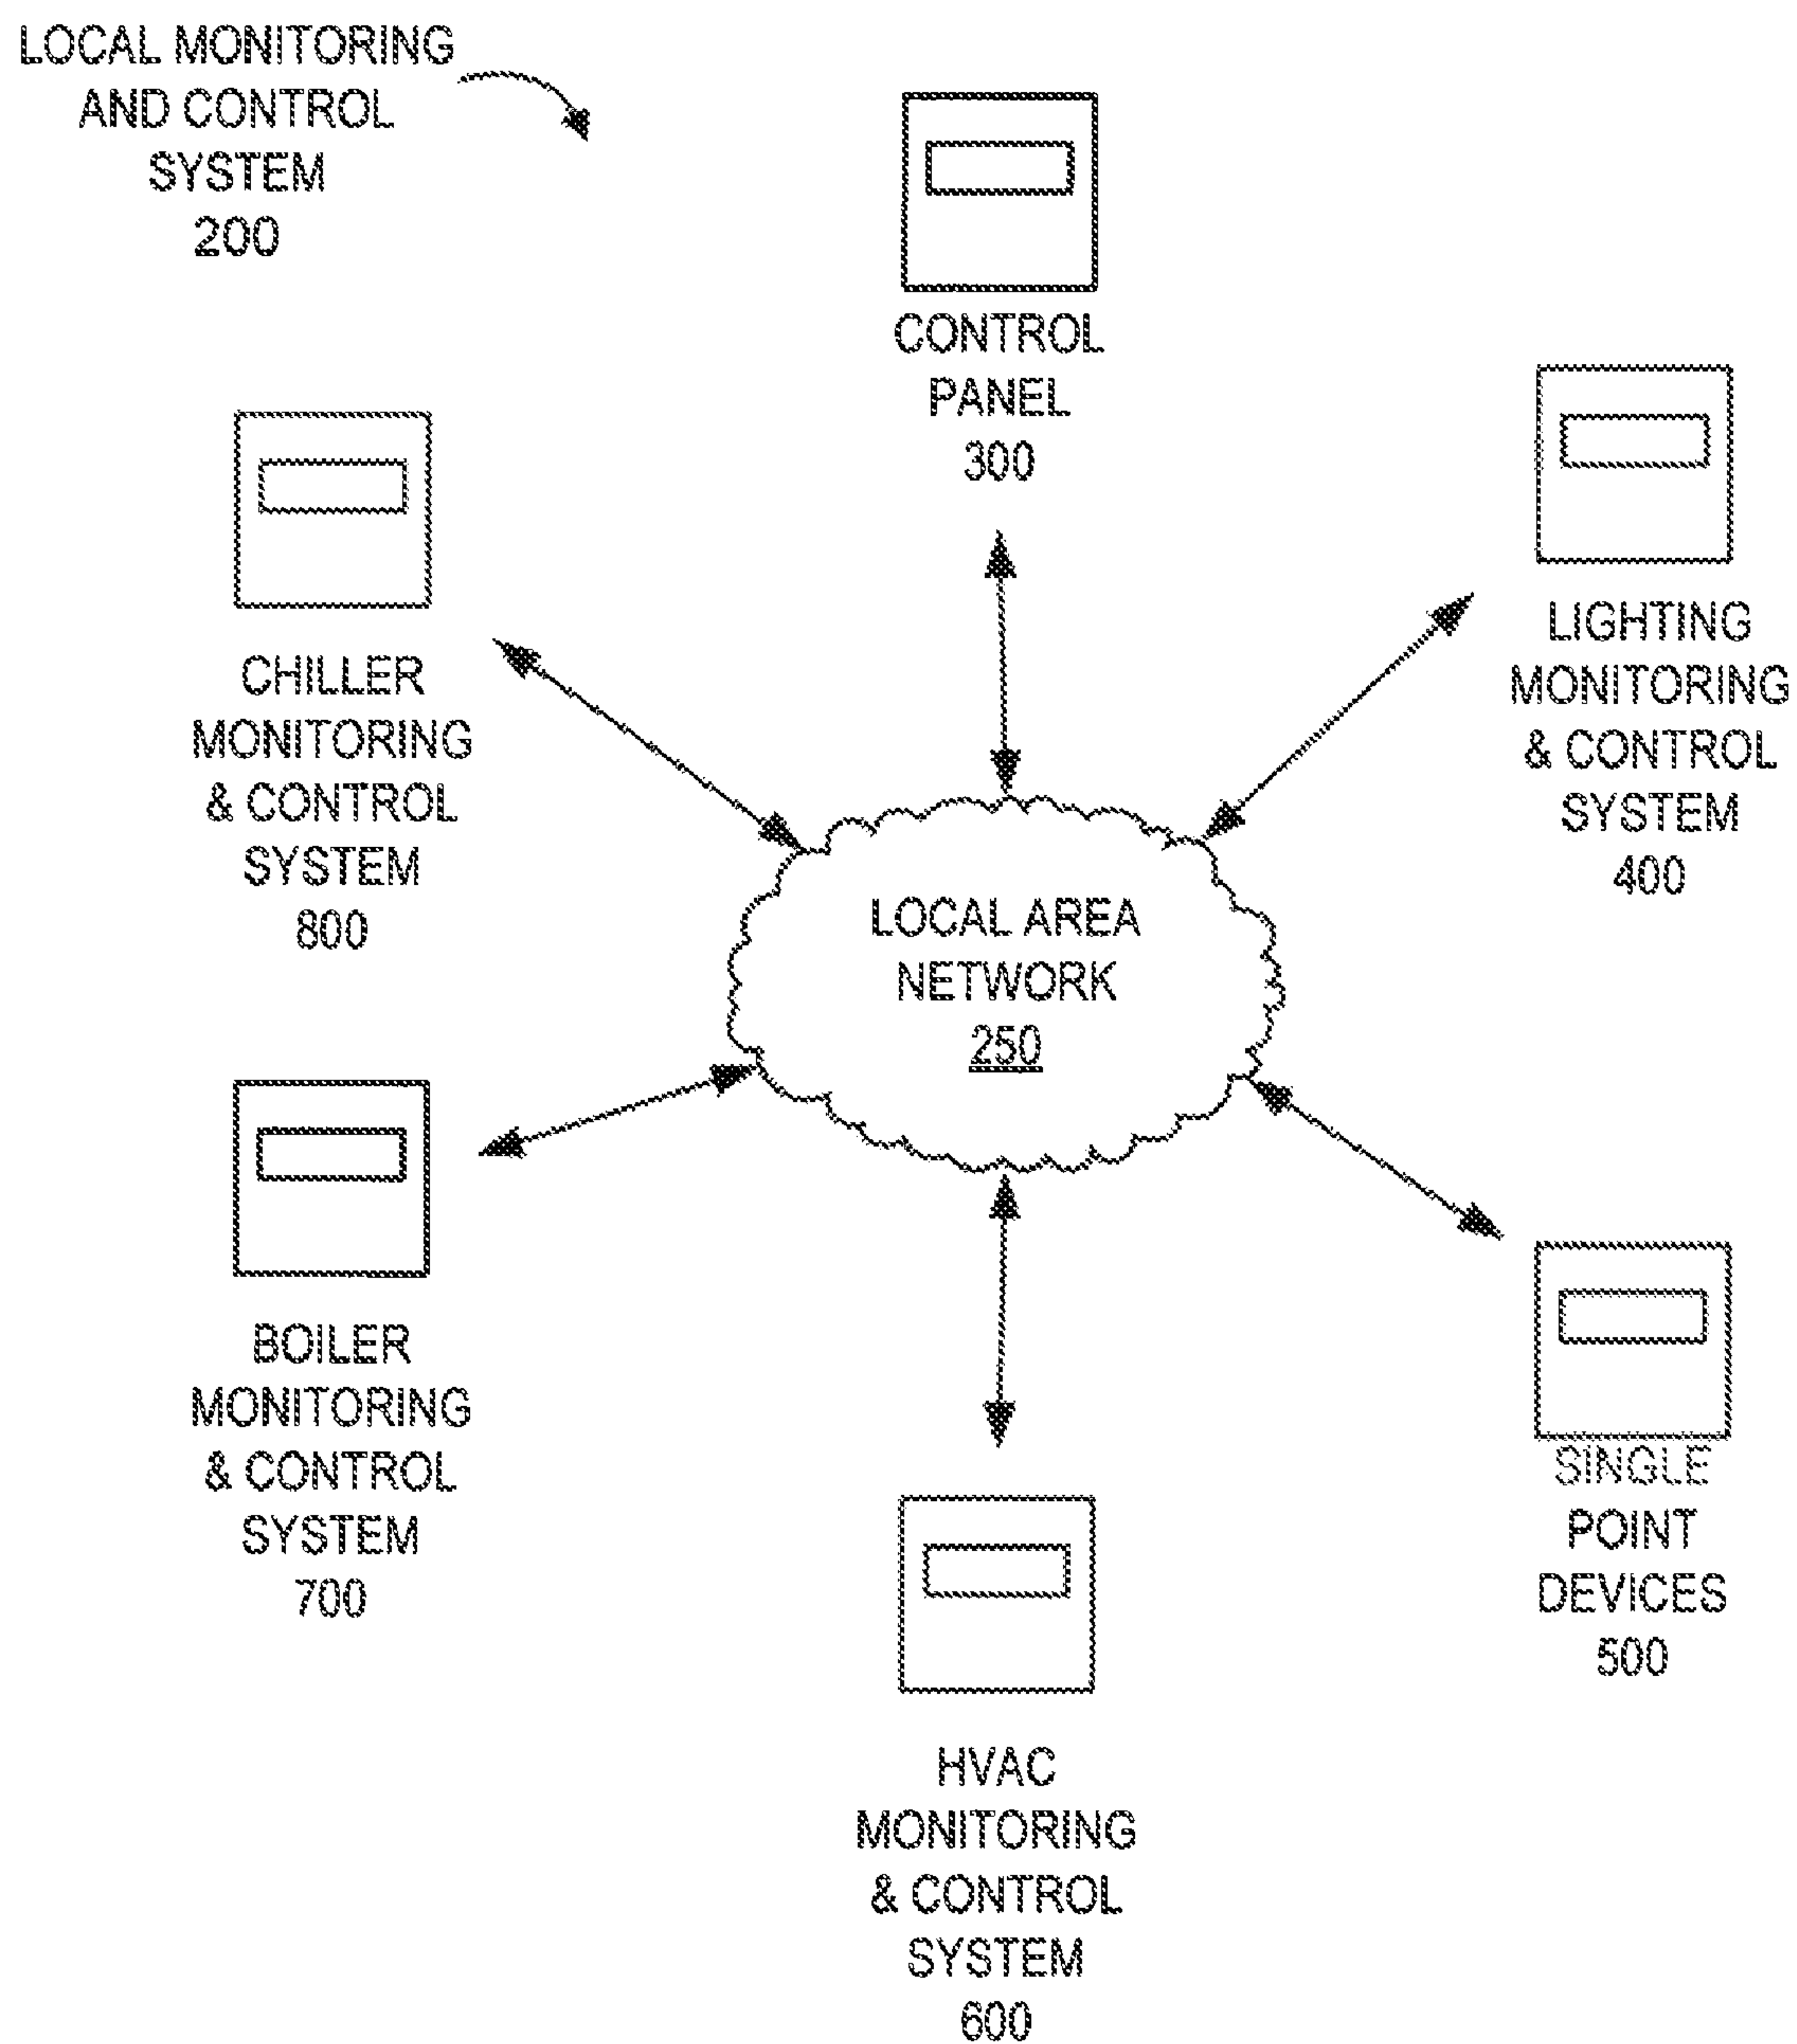 LOCAL MONITORING
AND CONTROL
SYSTEM
200
CONTROL
PANEL
300
LIGHTING
MONITORING
& CONTROL
SYSTEM
400
CHILLER
MONITORING
& CONTROL
SYSTEM
800
LOCAL AREA
NETWORK
250
BOILER
MONITORING
& CONTROL
SYSTEM
700
SINGLE
POINT
DEVICES
500
HVAC
MONITORING
& CONTROL
SYSTEM
600